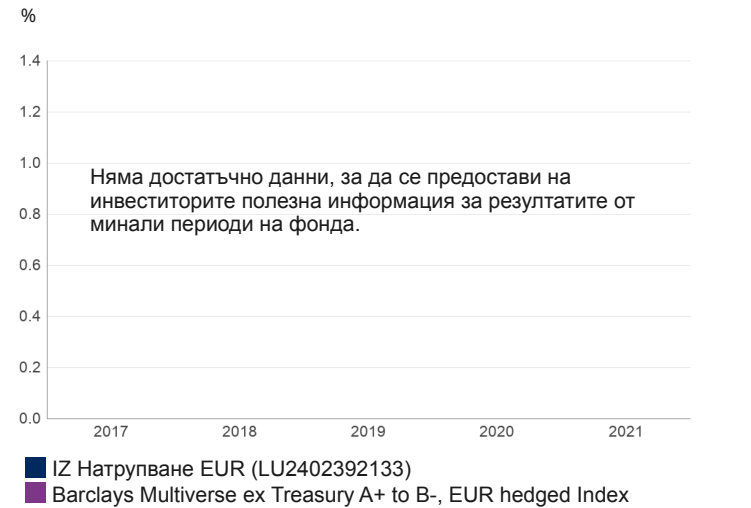 %
1.4
1.2
1.0
Няма достатъчно данни, за да се предостави на
инвеститорите полезна информация за резултатите от
0.8
минали периоди на фонда.
0.6
0.4
0.2
0.0
2017 2018 2019 2020 2021
IZ Натрупване EUR (LU2402392133)
Barclays Multiverse ex Treasury A+ to B-, EUR hedged Index